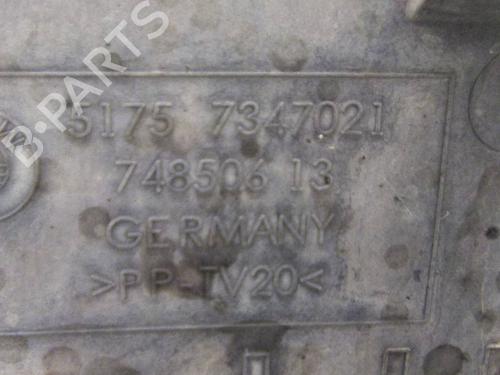 B-PARTS
5175 7347021
748506 13
GERMANY
>PP-TV20<